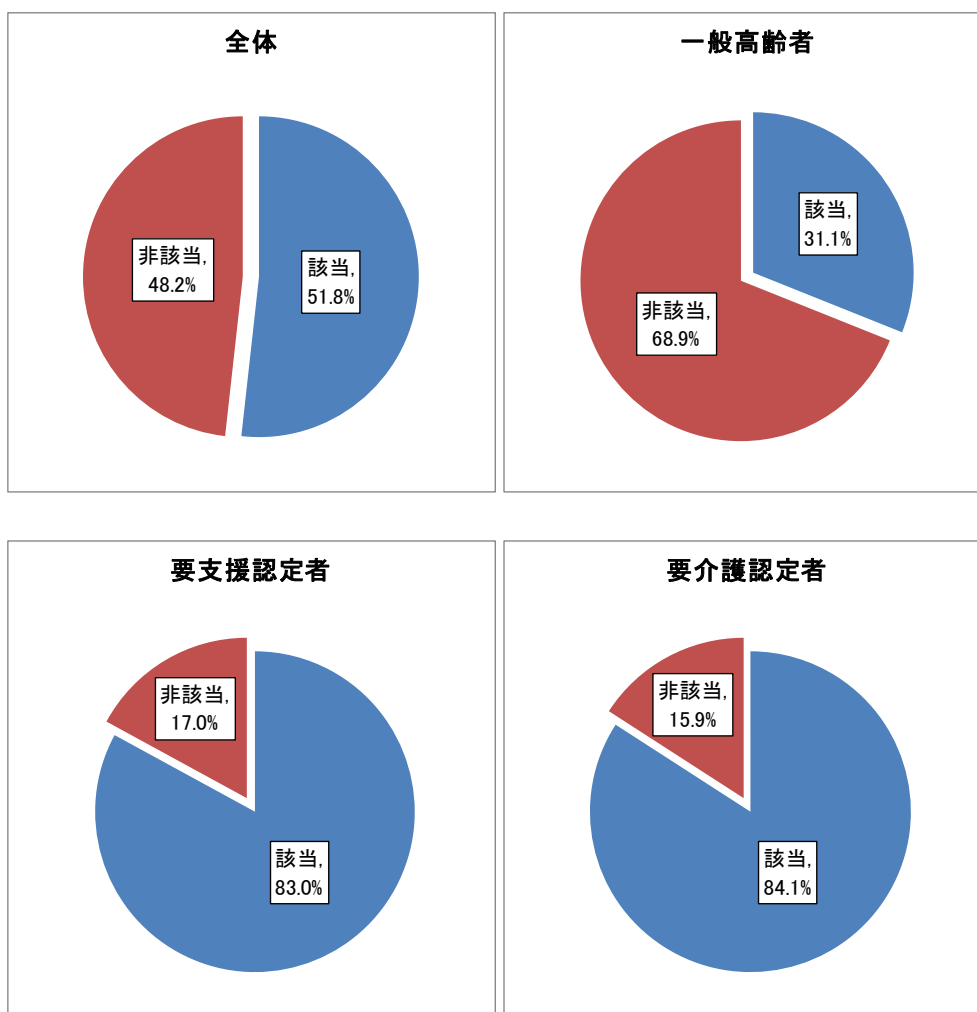 全体
非該当,
48.2%
該当,
51.8%
一般高齢者
該当,
31.1%
非該当,
68.9%
要支援認定者
非該当,
17.0%
該当,
83.0%
要介護認定者
非該当,
15.9%
該当,
84.1%